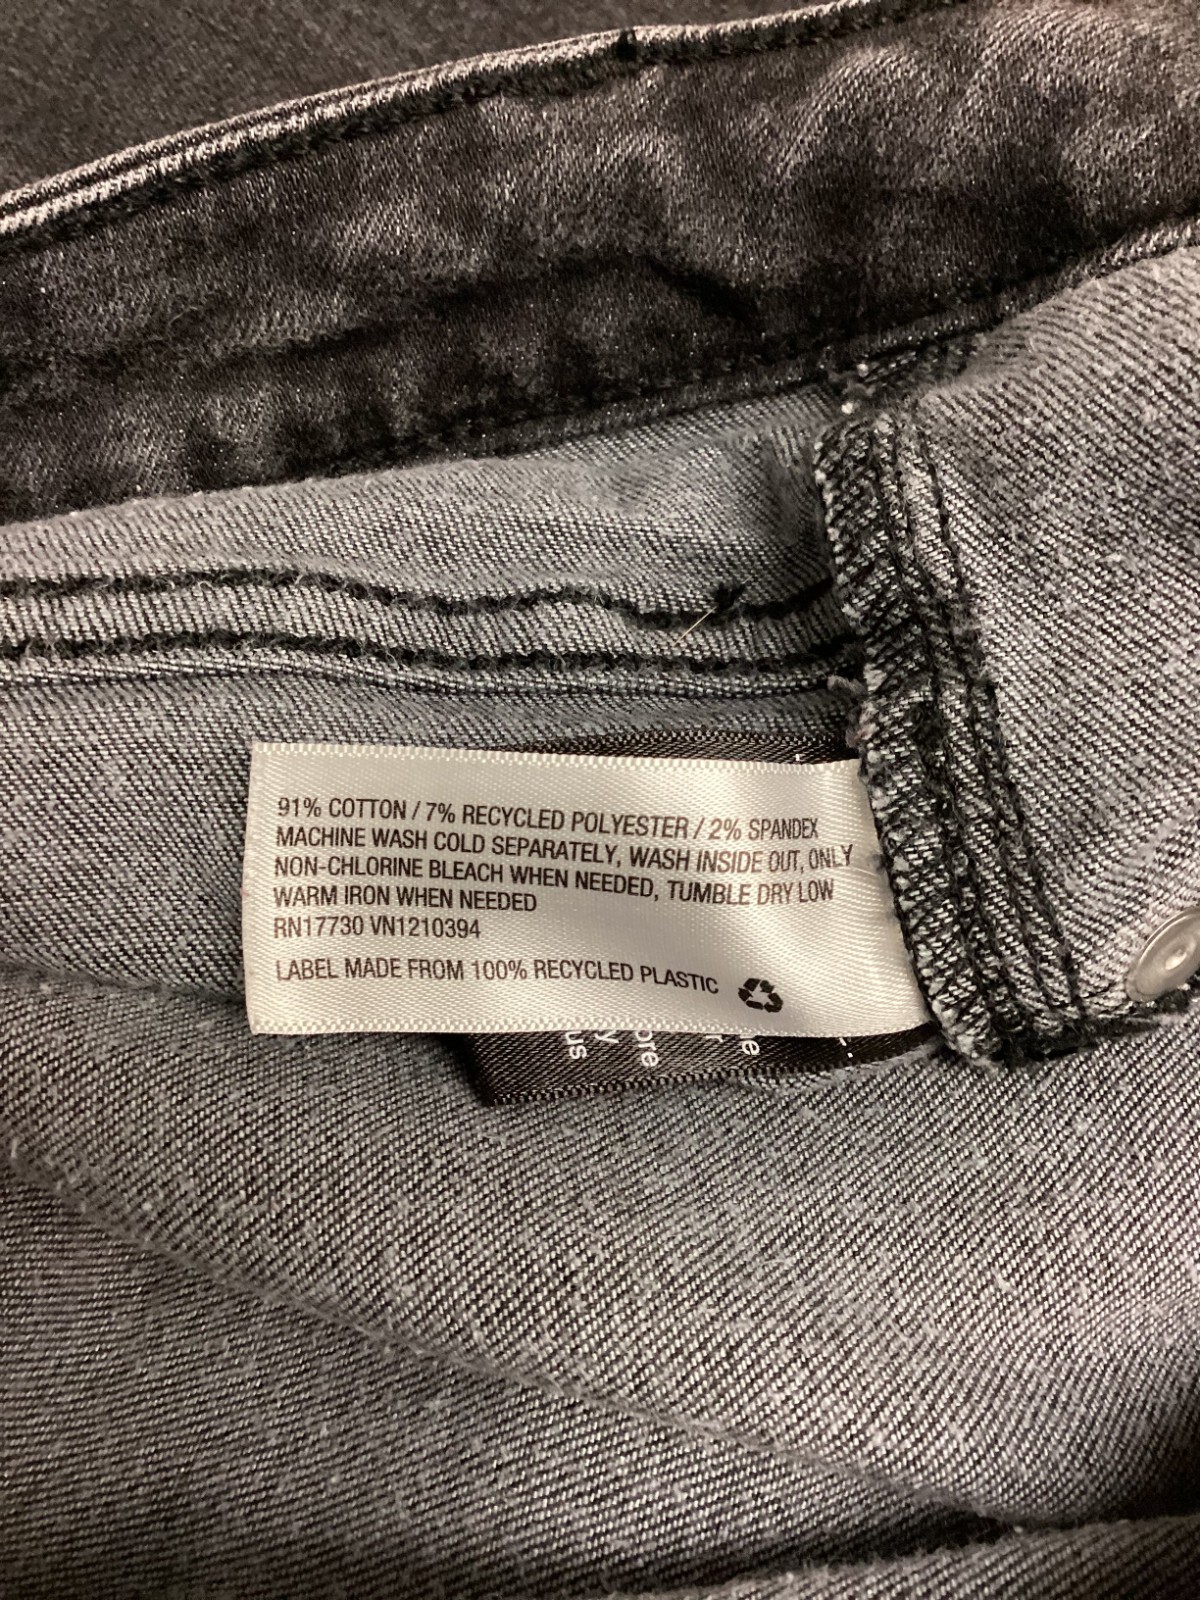 91% COTTON / 7% RECYCLED POLYESTER / 2% SPANDEX
MACHINE WASH COLD SEPARATELY, WASH INSIDE OUT, ONLY
NON-CHLORINE BLEACH WHEN NEEDED, TUMBLE DRY LOW
WARM IRON WHEN NEEDED
RN17730 VN1210394
LABEL MADE FROM 100% RECYCLED PLASTIC